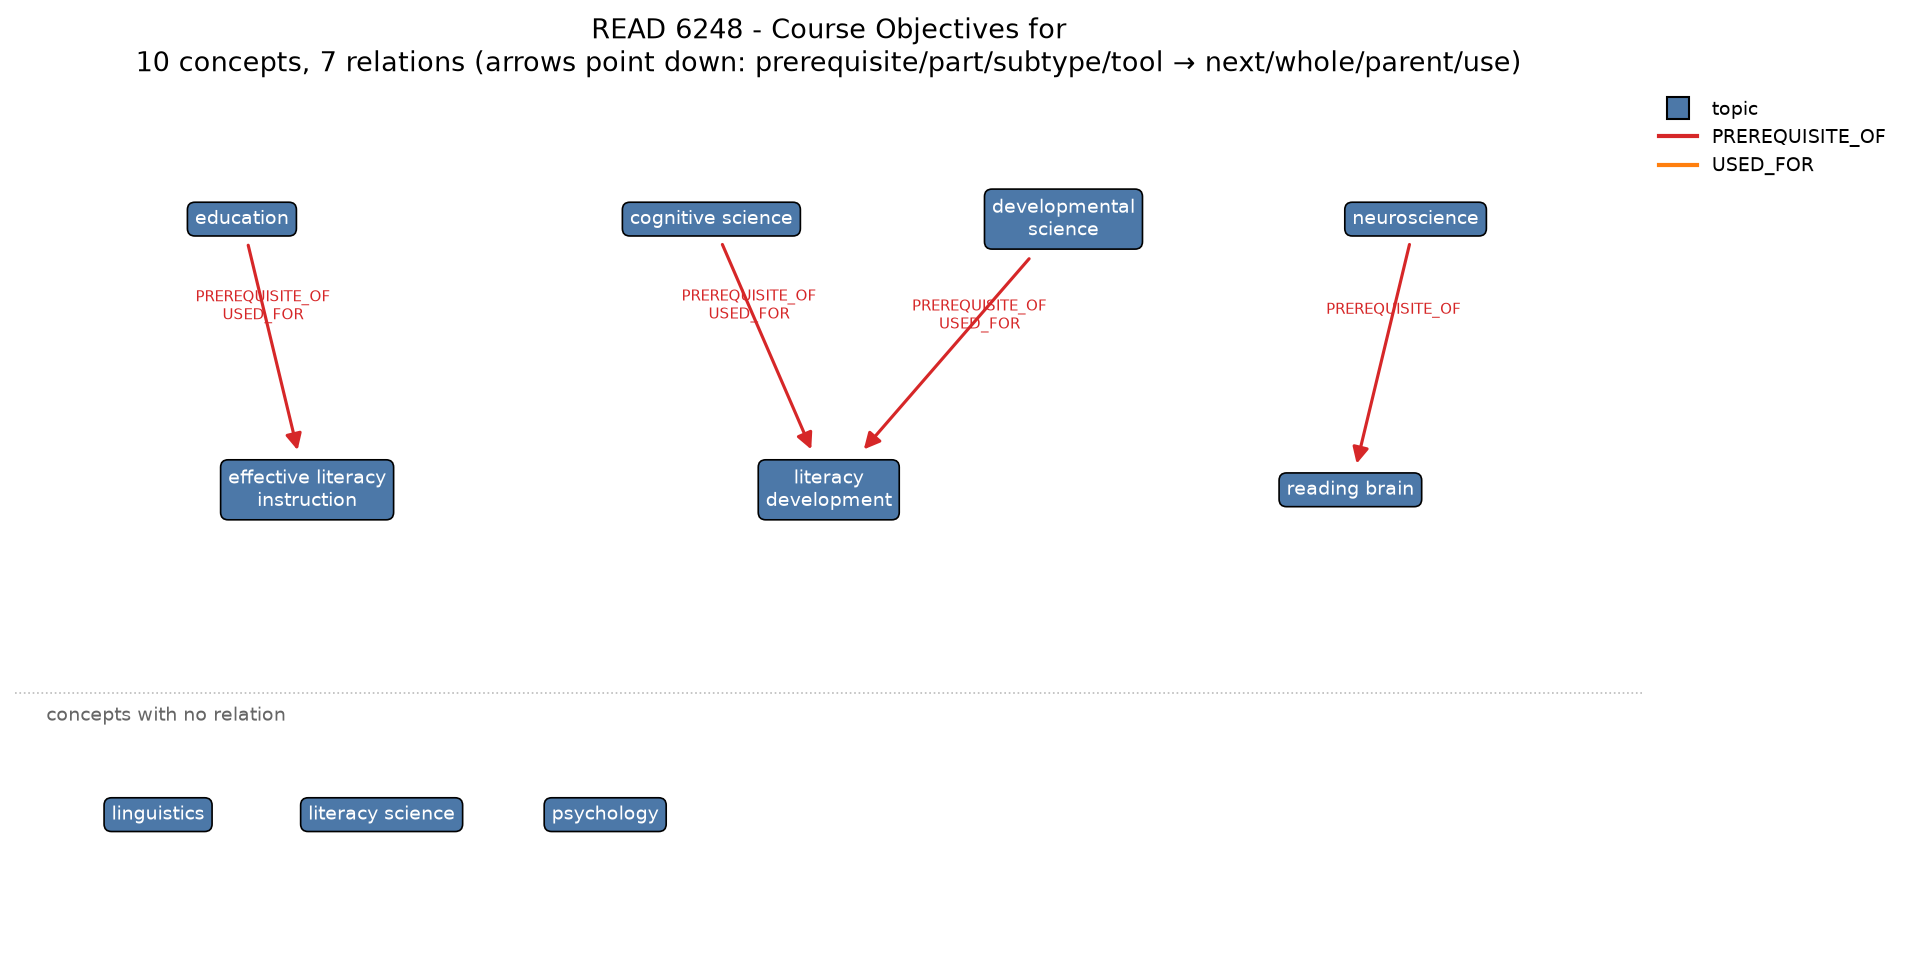 READ 6248 - Course Objectives for
10 concepts, 7 relations (arrows point down: prerequisite/part/subtype/tool → next/whole/parent/use)
topic
PREREQUISITE_OF
USED_FOR
education
cognitive science
developmental
science
neuroscience
PREREQUISITE_OF
USED_FOR
PREREQUISITE_OF
USED_FOR
PREREQUISITE_OF
USED_FOR
PREREQUISITE_OF
effective literacy
instruction
literacy
development
reading brain
concepts with no relation
linguistics
literacy science
psychology